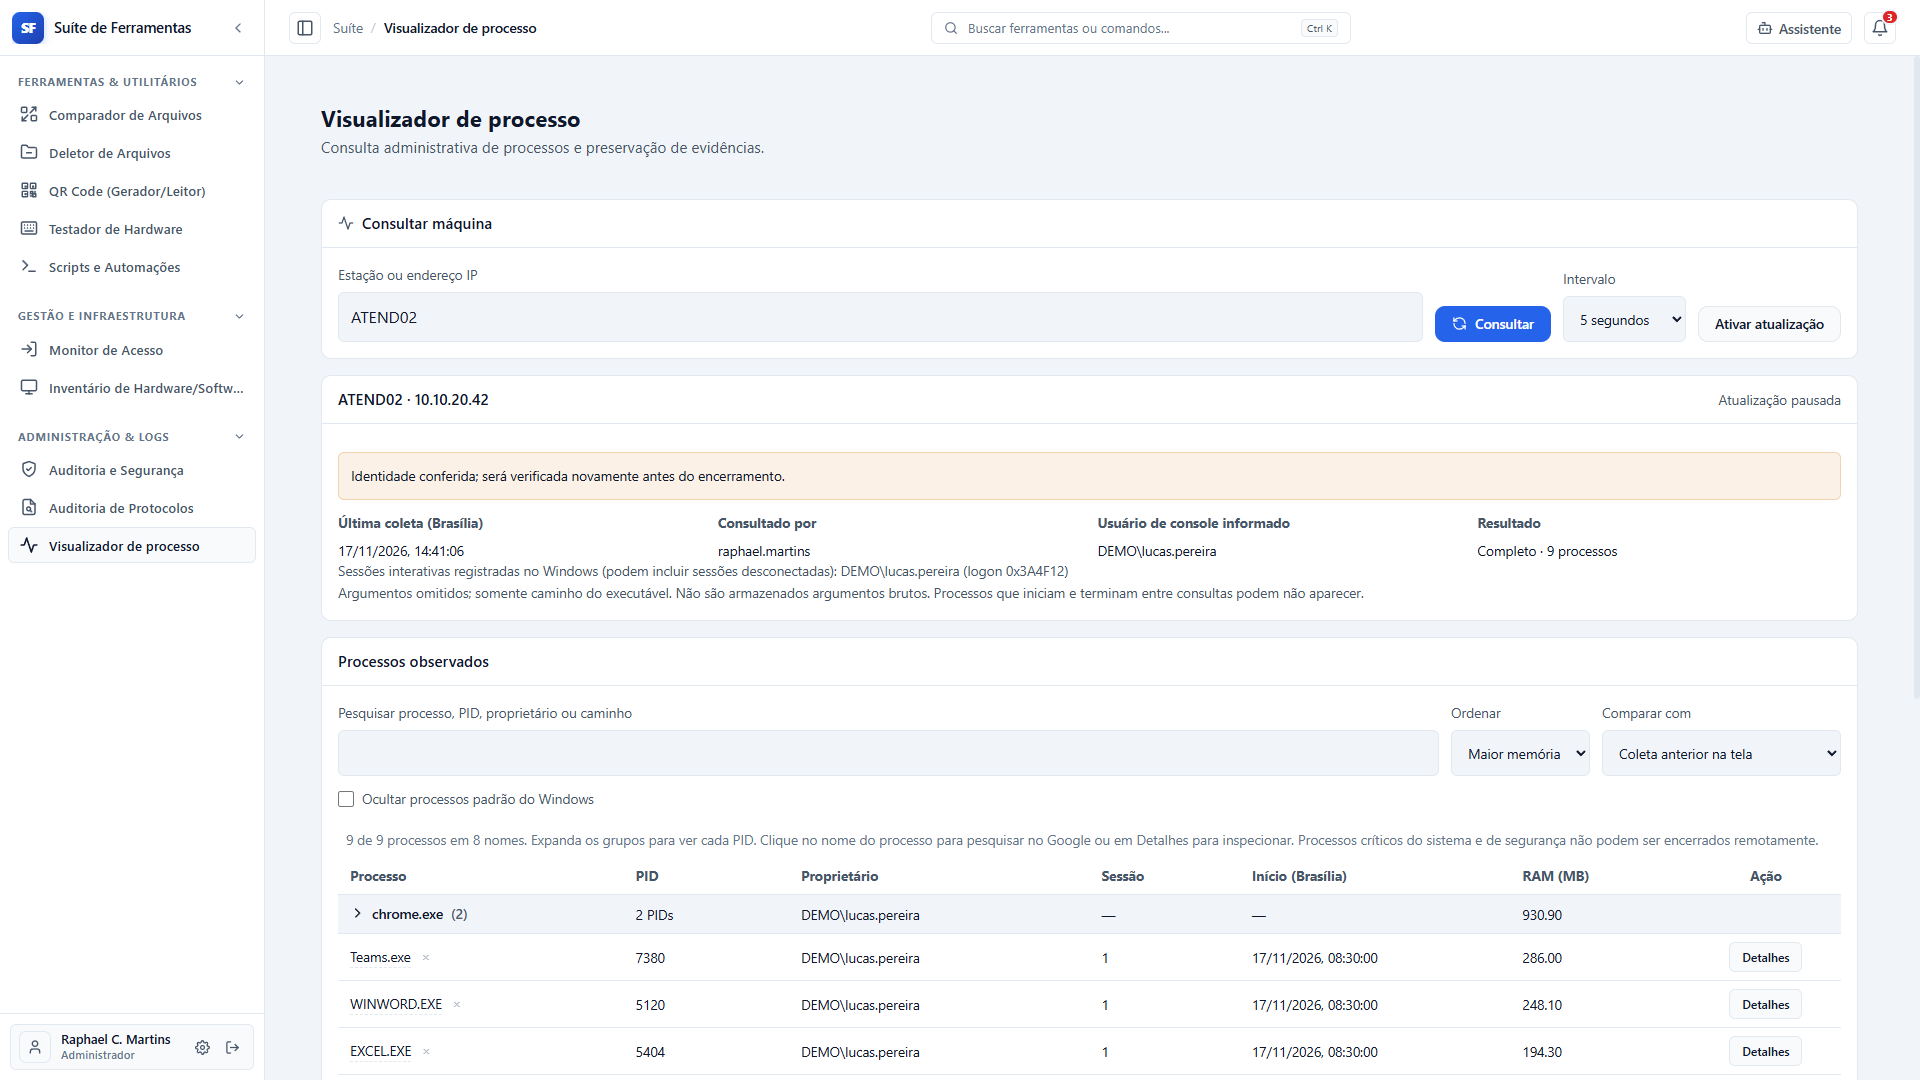 SF Suíte de Ferramentas
Suíte / Visualizador de processo
Buscar ferramentas ou comandos... Ctrl K
Assistente
3
FERRAMENTAS & UTILITÁRIOS
Comparador de Arquivos
Deletor de Arquivos
QR Code (Gerador/Leitor)
Testador de Hardware
Scripts e Automações
GESTÃO E INFRAESTRUTURA
Monitor de Acesso
Inventário de Hardware/Softw...
ADMINISTRAÇÃO & LOGS
Auditoria e Segurança
Auditoria de Protocolos
Visualizador de processo
Raphael C. Martins
Administrador
Visualizador de processo
Consulta administrativa de processos e preservação de evidências.
Consultar máquina
Estação ou endereço IP
ATEND02
Consultar
Intervalo
5 segundos
Ativar atualização
ATEND02 · 10.10.20.42
Atualização pausada
Identidade conferida; será verificada novamente antes do encerramento.
Última coleta (Brasília) Consultado por Usuário de console informado Resultado
17/11/2026, 14:41:06 raphael.martins DEMO\lucas.pereira Completo · 9 processos
Sessões interativas registradas no Windows (podem incluir sessões desconectadas): DEMO\lucas.pereira (logon 0x3A4F12)
Argumentos omitidos; somente caminho do executável. Não são armazenados argumentos brutos. Processos que iniciam e terminam entre consultas podem não aparecer.
Processos observados
Pesquisar processo, PID, proprietário ou caminho
Ordenar
Maior memória
Comparar com
Coleta anterior na tela
Ocultar processos padrão do Windows
9 de 9 processos em 8 nomes. Expanda os grupos para ver cada PID. Clique no nome do processo para pesquisar no Google ou em Detalhes para inspecionar. Processos críticos do sistema e de segurança não podem ser encerrados remotamente.
Processo PID Proprietário Sessão Início (Brasília) RAM (MB) Ação
chrome.exe (2) 2 PIDs DEMO\lucas.pereira — — 930.90
Teams.exe × 7380 DEMO\lucas.pereira 1 17/11/2026, 08:30:00 286.00 Detalhes
WINWORD.EXE × 5120 DEMO\lucas.pereira 1 17/11/2026, 08:30:00 248.10 Detalhes
EXCEL.EXE × 5404 DEMO\lucas.pereira 1 17/11/2026, 08:30:00 194.30 Detalhes